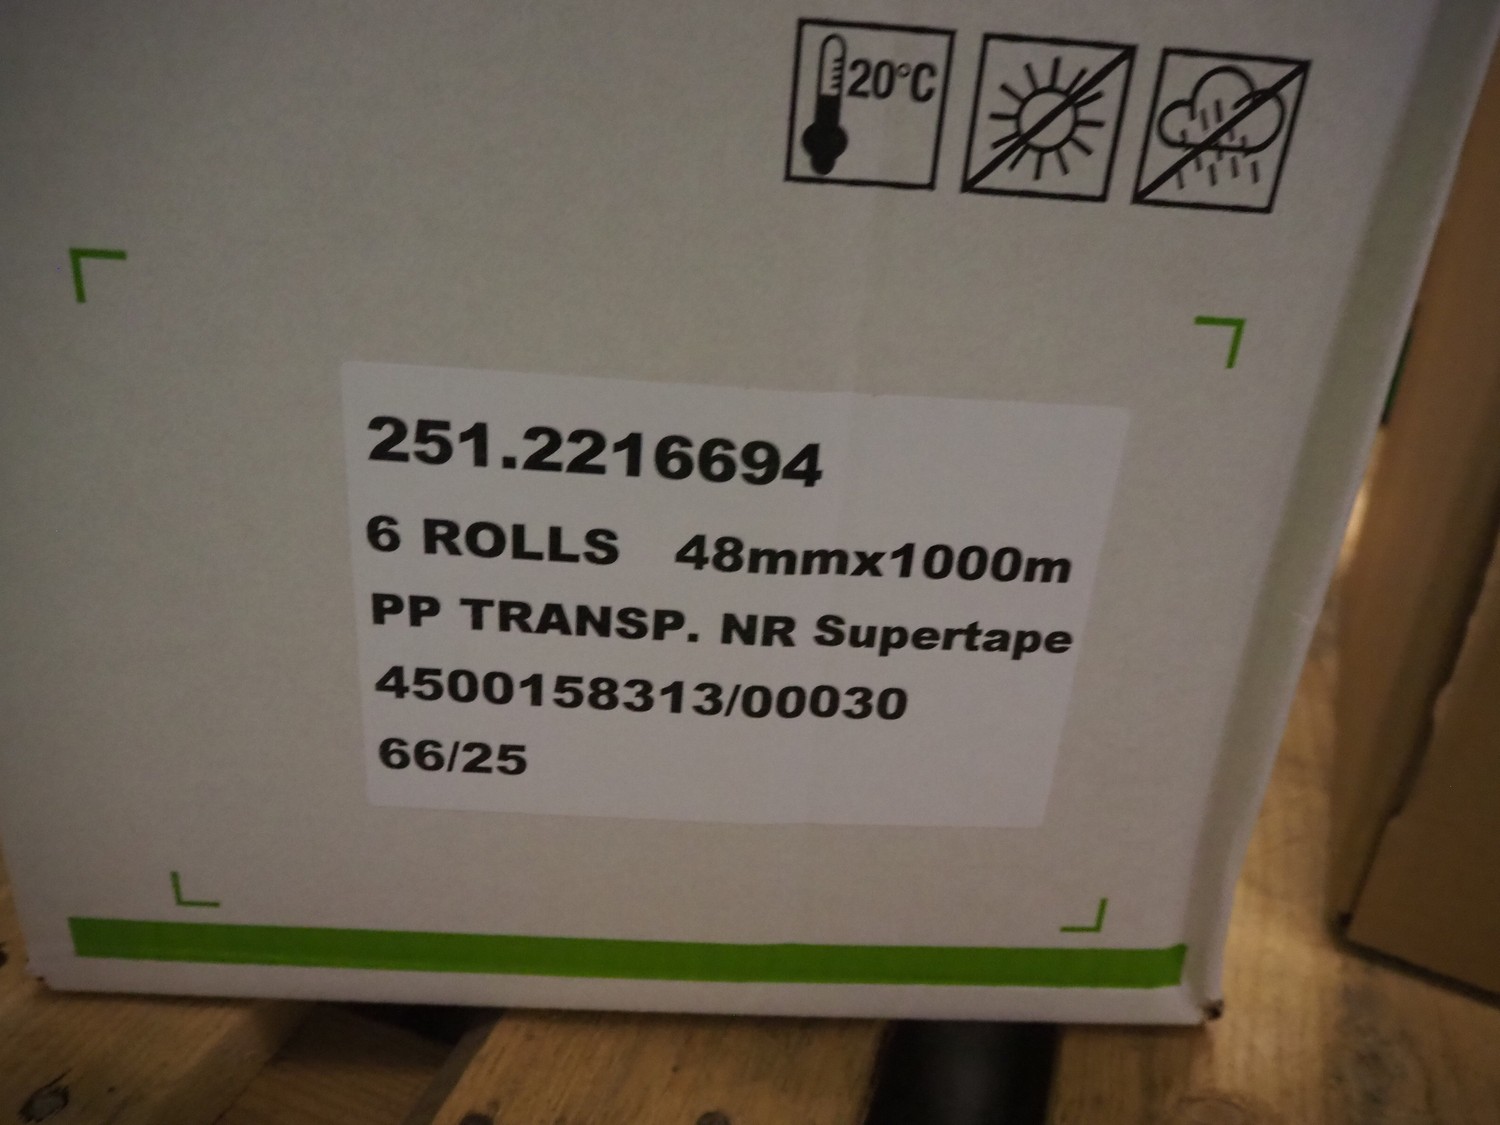 20°C
251.2216694
6 ROLLS 48mmx1000m
PP TRANSP. NR Supertape
4500158313/00030
66/25